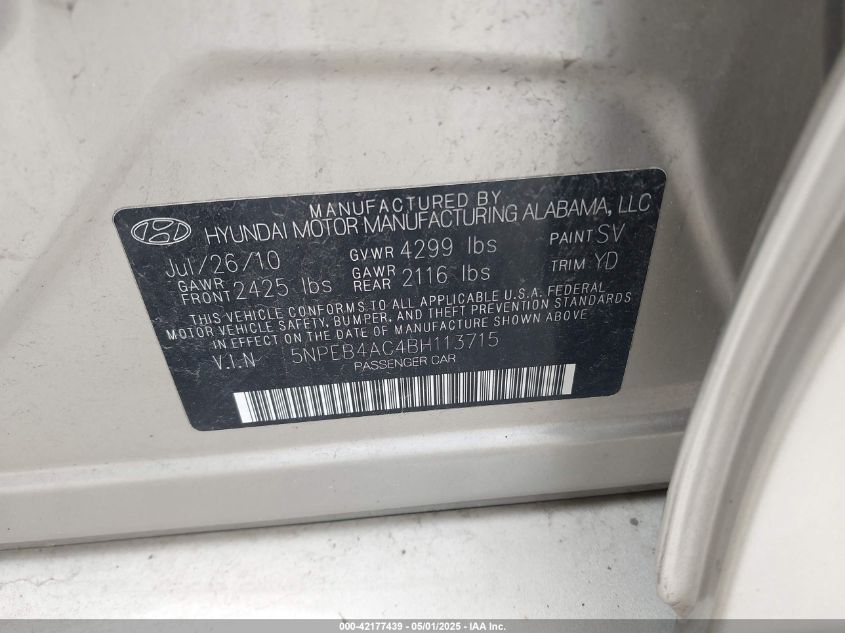 MANUFACTURED BY
HYUNDAI MOTOR MANUFACTURING ALABAMA, LLC
Jul/26/10 GVWR 4299 lbs PAINT SV
GAWR FRONT 2425 lbs GAWR REAR 2116 lbs TRIM YD
THIS VEHICLE CONFORMS TO ALL APPLICABLE U.S.A. FEDERAL
MOTOR VEHICLE SAFETY, BUMPER, AND THEFT PREVENTION STANDARDS
IN EFFECT ON THE DATE OF MANUFACTURE SHOWN ABOVE
V.I.N 5NPEB4AC4BH113715
PASSENGER CAR
000-42177439 - 05/01/2025 - IAA Inc.